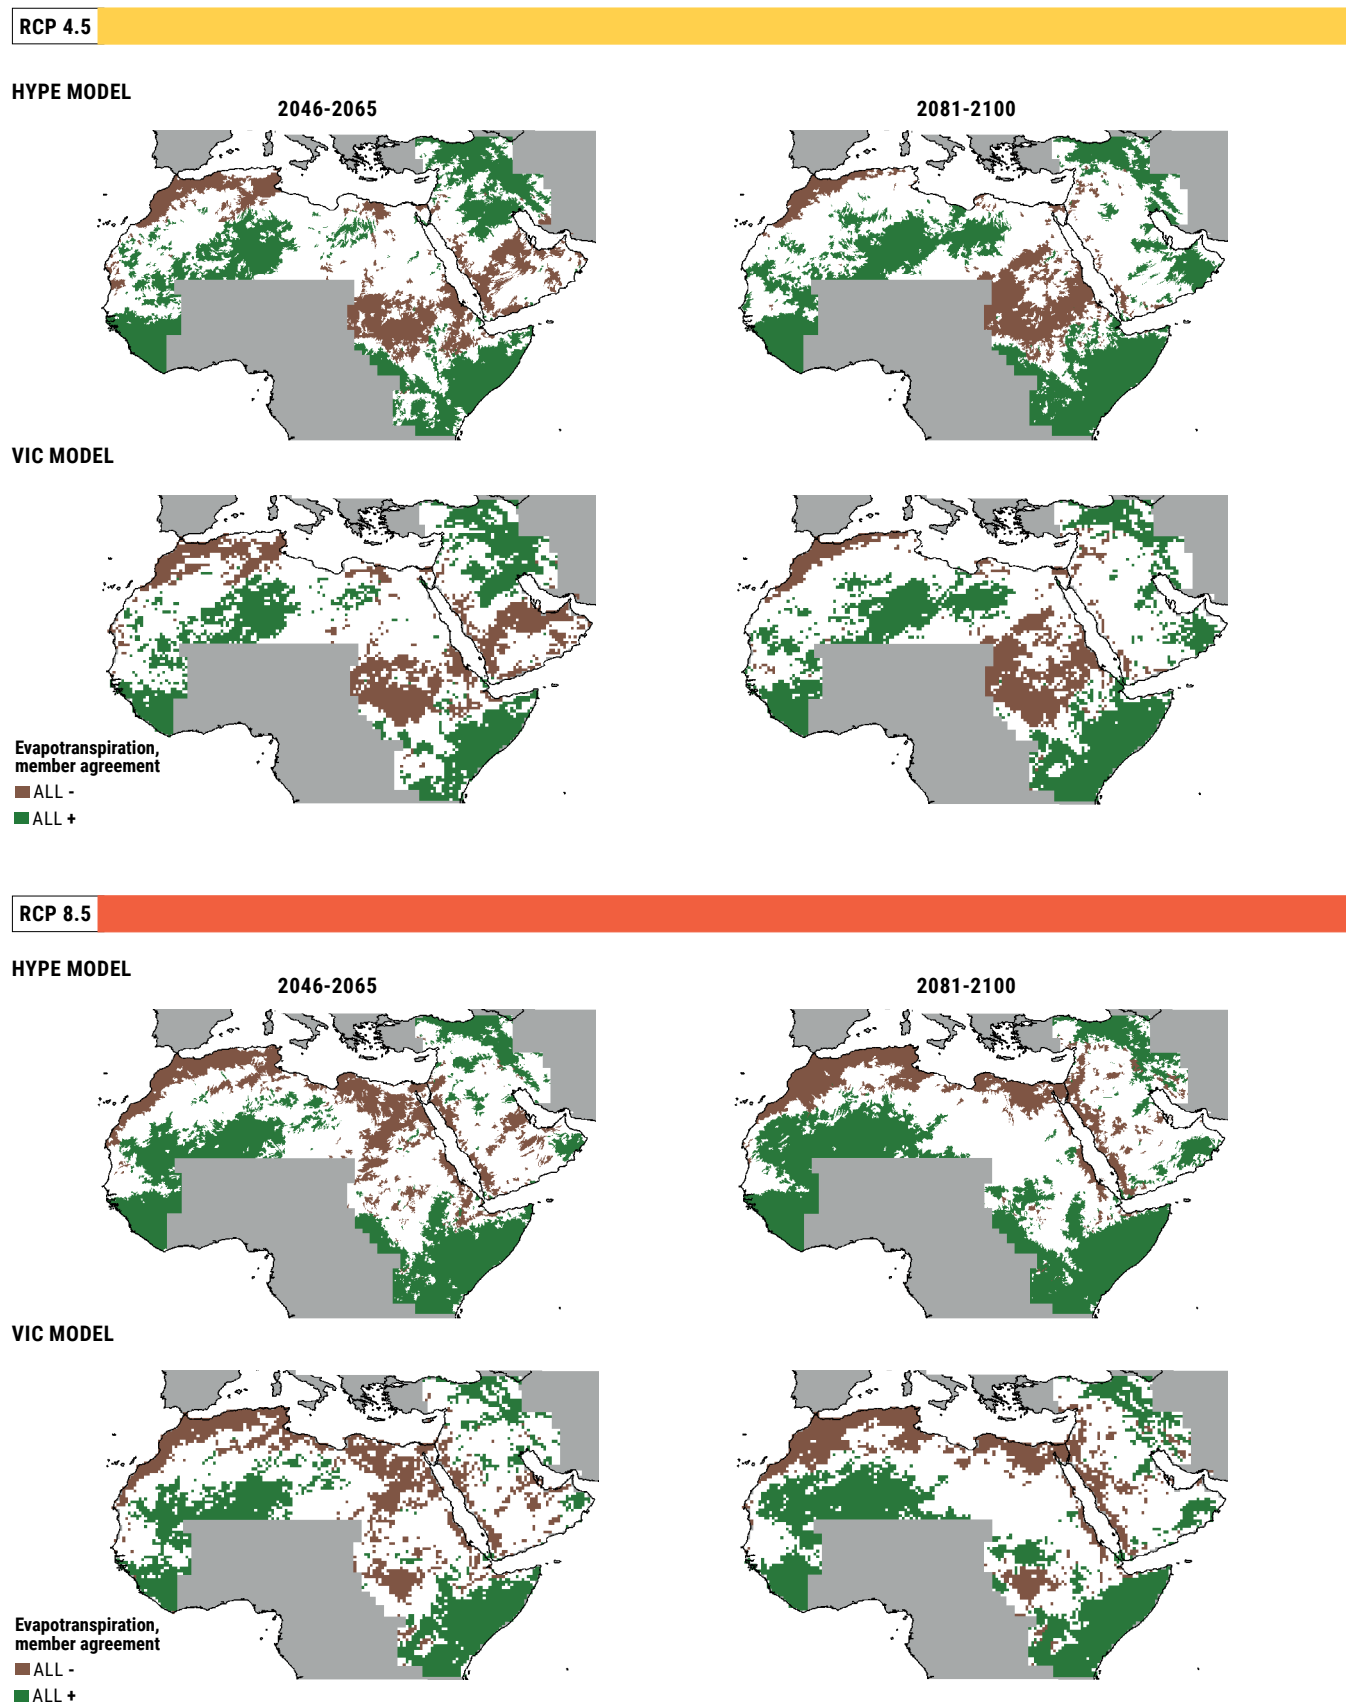 RCP 4.5
HYPE MODEL
2046-2065
2081-2100
VIC MODEL
Evapotranspiration,
member agreement
ALL -
ALL +
RCP 8.5
HYPE MODEL
2046-2065
2081-2100
VIC MODEL
Evapotranspiration,
member agreement
ALL -
ALL +